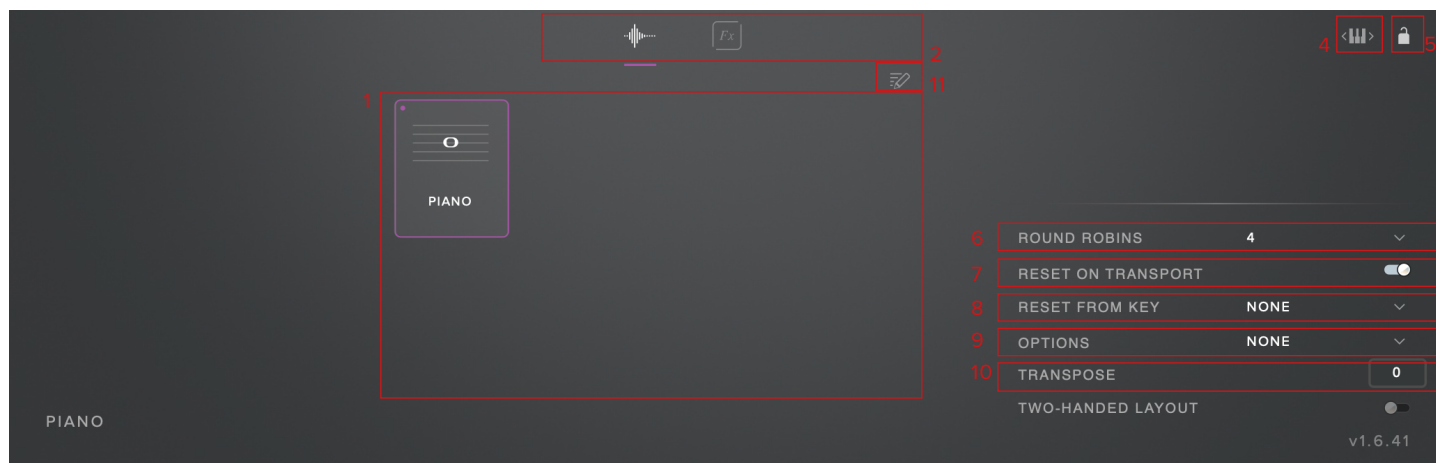 Fx
4
5
2
11
1
PIANO
6 ROUND ROBINS 4
7 RESET ON TRANSPORT
8 RESET FROM KEY NONE
9 OPTIONS NONE
10 TRANSPOSE 0
TWO-HANDED LAYOUT
PIANO
v1.6.41